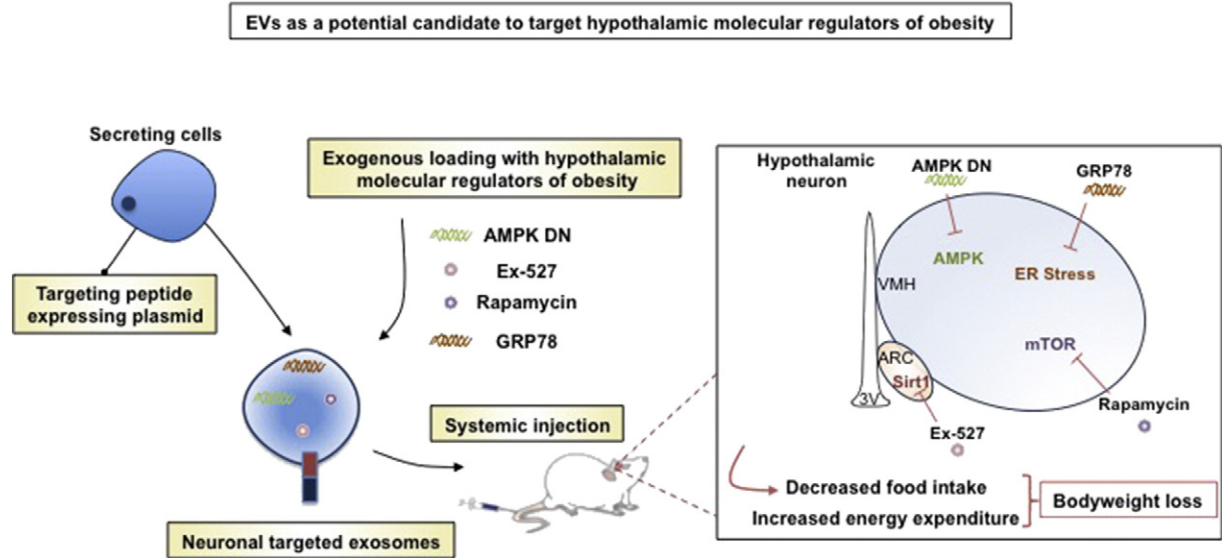 EVs as a potential candidate to target hypothalamic molecular regulators of obesity
Secreting cells
Targeting peptide
expressing plasmid
Exogenous loading with hypothalamic
molecular regulators of obesity
AMPK DN
Ex-527
Rapamycin
GRP78
Neuronal targeted exosomes
Systemic injection
Hypothalamic
neuron
AMPK DN
GRP78
AMPK
ER Stress
VMH
mTOR
ARC
Sirt1
3V
Rapamycin
Ex-527
Decreased food intake
Increased energy expenditure
Bodyweight loss